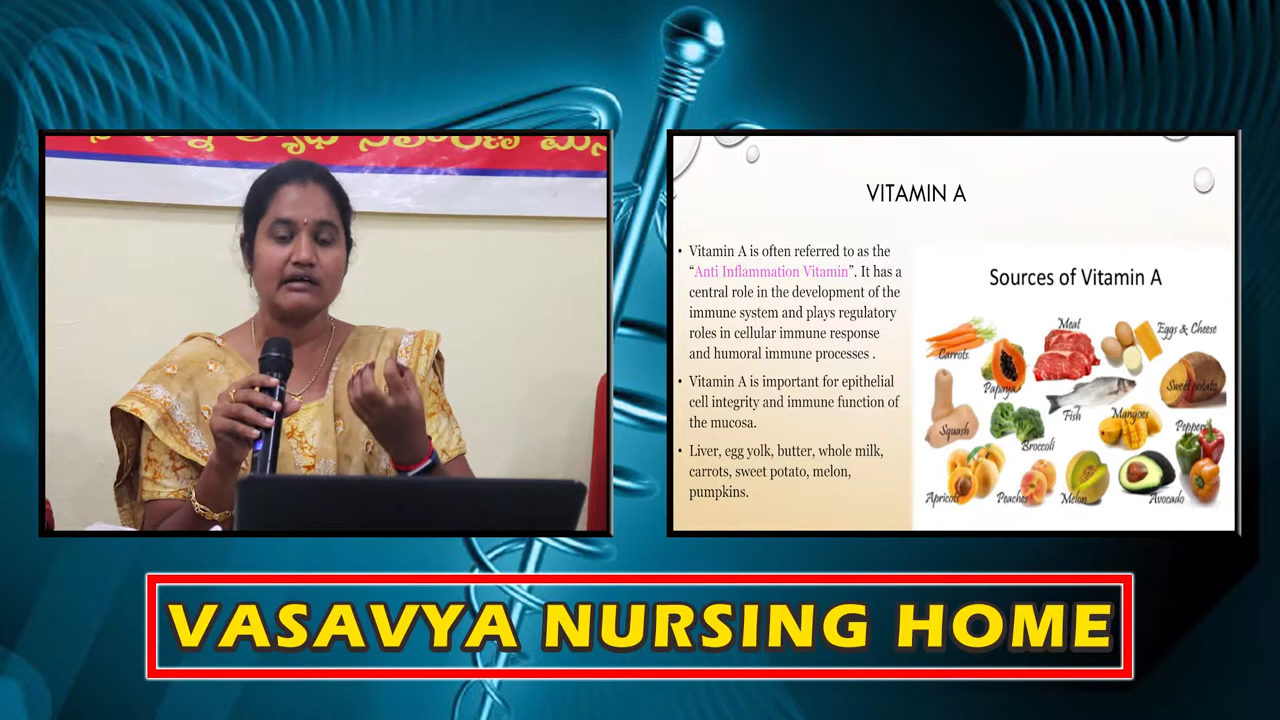 వ్యాధి నివారణ
VITAMIN A
• Vitamin A is often referred to as the
“Anti Inflammation Vitamin”. It has a
central role in the development of the
immune system and plays regulatory
roles in cellular immune response
and humoral immune processes .
• Vitamin A is important for epithelial
cell integrity and immune function of
the mucosa.
• Liver, egg yolk, butter, whole milk,
carrots, sweet potato, melon,
pumpkins.
Sources of Vitamin A
Carrots
Papaya
Meat
Eggs & Cheese
Sweet potato
Fish
Squash
Broccoli
Mangoes
Peppers
Apricots
Peaches
Melon
Avocado
VASAVYA NURSING HOME